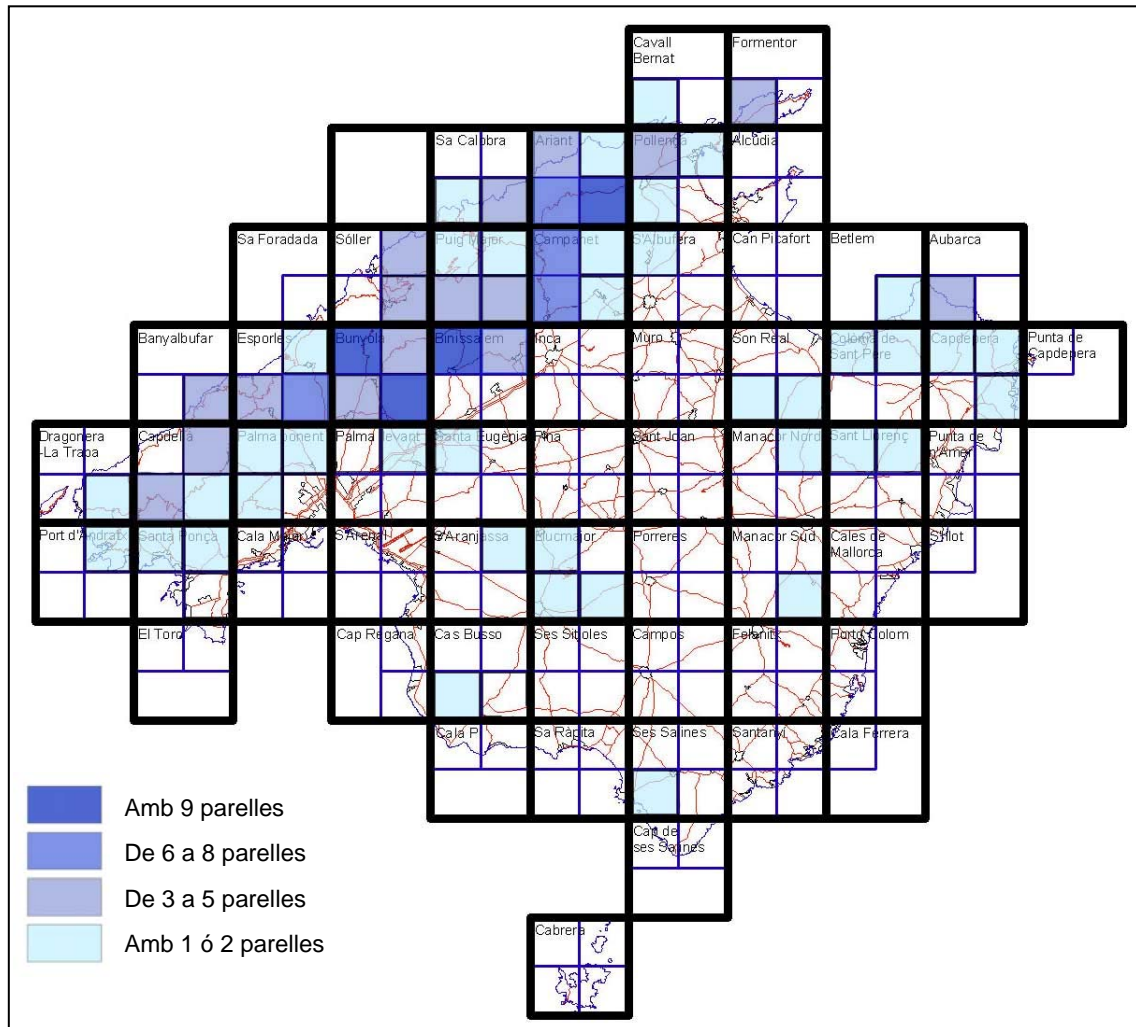 Cavall
Bernat
Formentor
Sa Calobra
Ariant
Pollença
Alcúdia
Sa Foradada
Sóller
Puig Major
Campanet
S'Albufera
Can Picafort
Betlem
Aubarca
Banyalbufar
Esporles
Bunyola
Binissalem
Inca
Muro
Son Real
Colònia de
Sant Pere
Capdepera
Punta de
Capdepera
Dragonera
-La Trapa
Capdellà
Palma ponent
Palma llevant
Santa Eugènia
Pina
Sant Joan
Manacor Nord
Sant Llorenç
Punta de
n'Amer
Port d'Andratx
Santa Ponça
Cala Major
S'Arenal
S'Aranjassa
Llucmajor
Porreres
Manacor Sud
Cales de
Mallorca
S'Illot
El Toro
Cap Regana
Cas Busso
Ses Sitjoles
Campos
Felanitx
Porto Colom
Cala Pi
Sa Ràpita
Ses Salines
Santanyí
Cala Ferrera
Cap de
ses Salines
Cabrera
Amb 9 parelles
De 6 a 8 parelles
De 3 a 5 parelles
Amb 1 ó 2 parelles